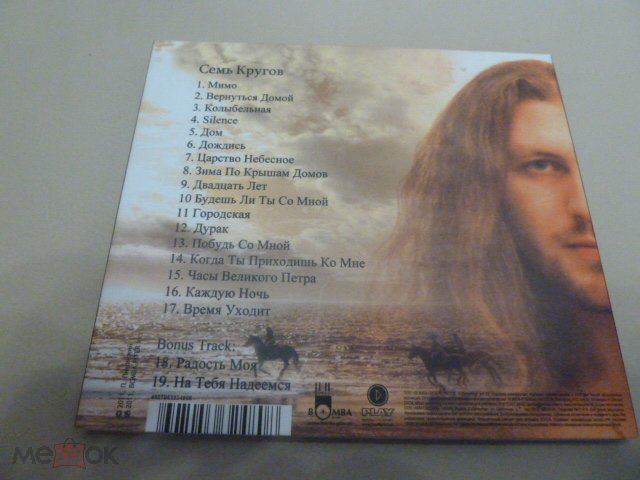 Семь Кругов
1. Мимо
2. Вернуться Домой
3. Колыбельная
4. Silence
5. Дом
6. Дождись
7. Царство Небесное
8. Зима По Крышам Домов
9. Двадцать Лет
10 Будешь Ли Ты Со Мной
11 Городская
12. Дурак
13. Побудь Со Мной
14. Когда Ты Приходишь Ко Мне
15. Часы Великого Петра
16. Каждую Ночь
17. Время Уходит
Bonus Track:
18. Радость Моя
19. На Тебя Надеемся
BOMBA
PLAY
мешок